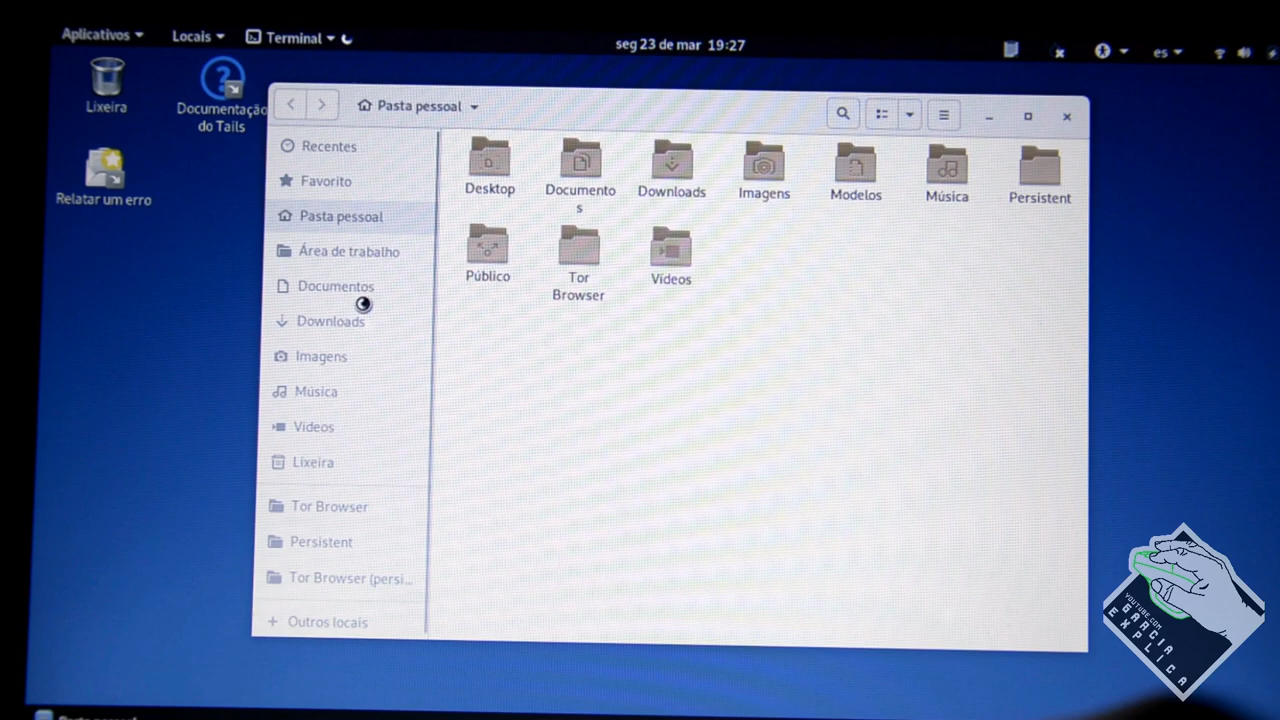 Aplicativos
Locais
Terminal
seg 23 de mar 19:27
es
Lixeira
Documentação
do Tails
Relatar um erro
Pasta pessoal
Recentes
Favorito
Pasta pessoal
Área de trabalho
Documentos
Downloads
Imagens
Música
Vídeos
Lixeira
Tor Browser
Persistent
Tor Browser (persi...
Outros locais
Desktop
Documento
s
Downloads
Imagens
Modelos
Música
Persistent
Público
Tor
Browser
Vídeos
YOUTUBE.COM
GARCIA
EXPLICA